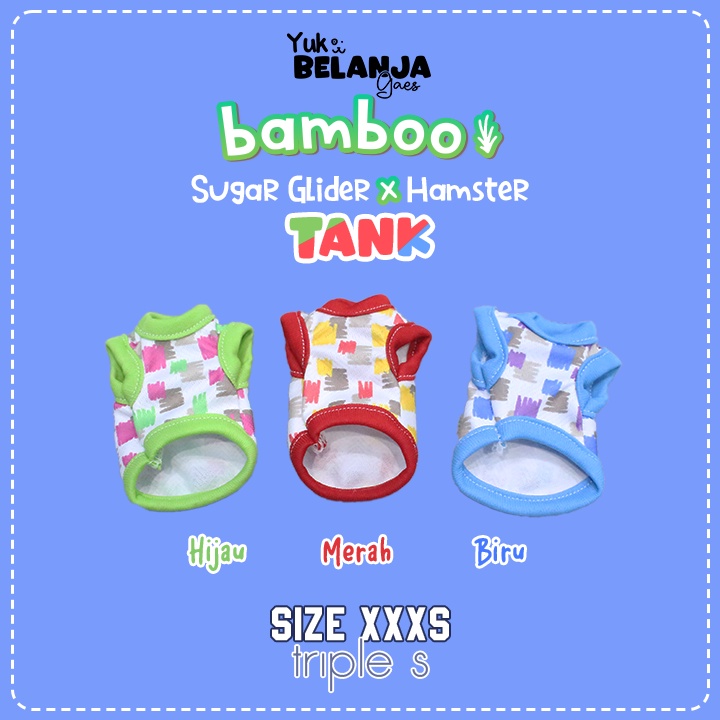 Yuk
BELANJA
Gaes
bamboo
Sugar Glider x Hamster
TANK
Hijau
Merah
Biru
SIZE XXXS
triple s